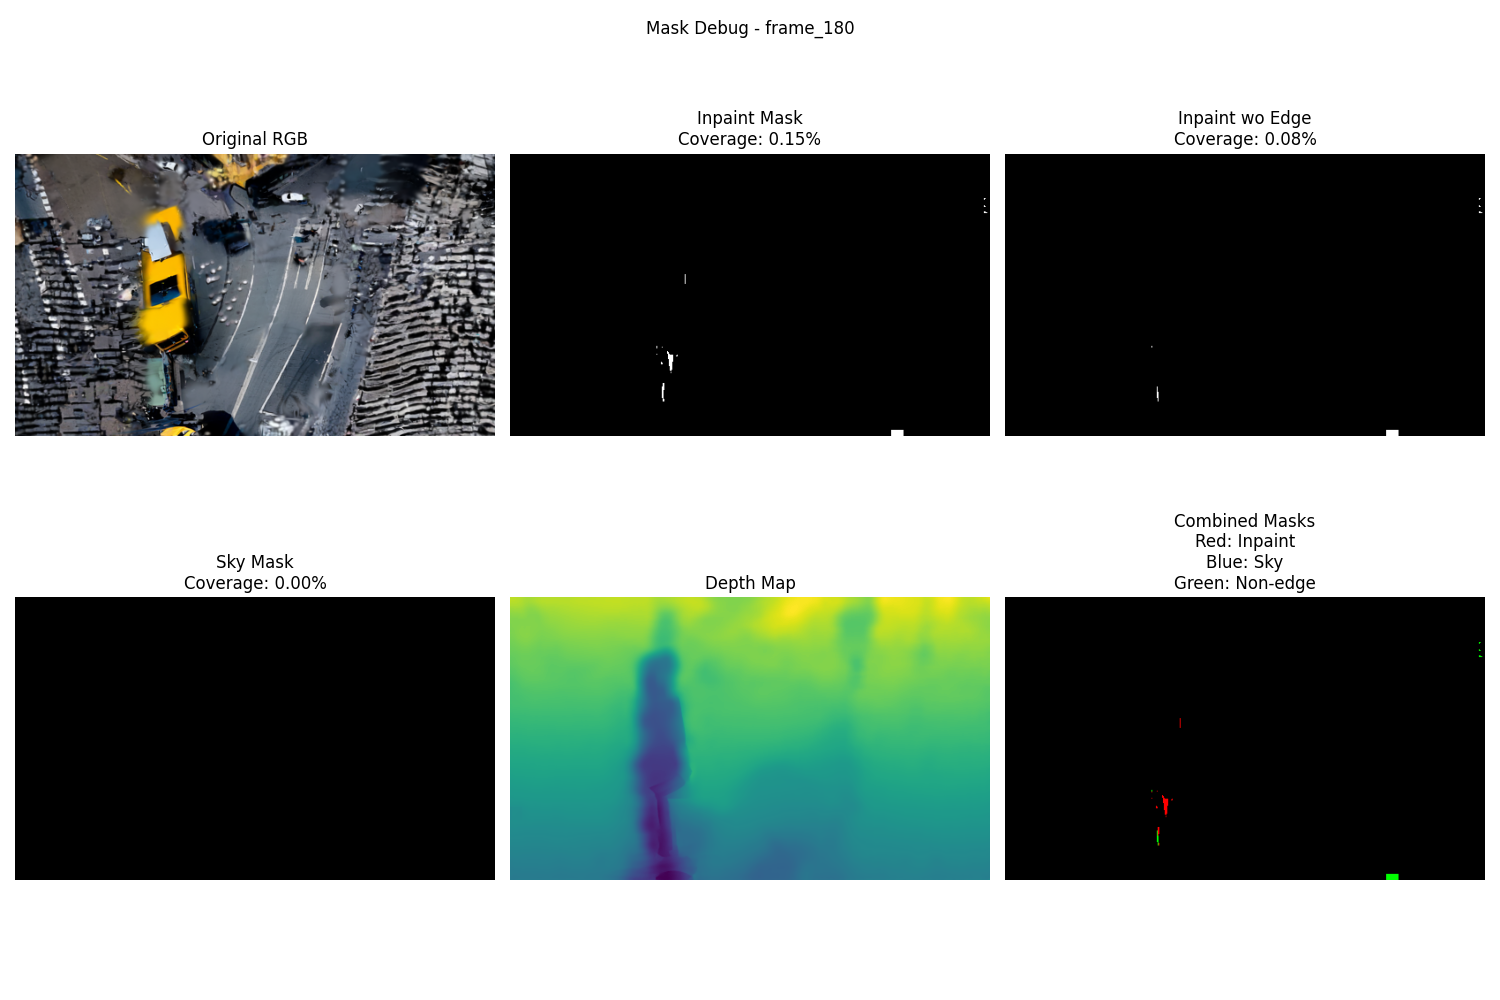 Mask Debug - frame_180
Original RGB
Inpaint Mask
Coverage: 0.15%
Inpaint wo Edge
Coverage: 0.08%
Sky Mask
Coverage: 0.00%
Depth Map
Combined Masks
Red: Inpaint
Blue: Sky
Green: Non-edge